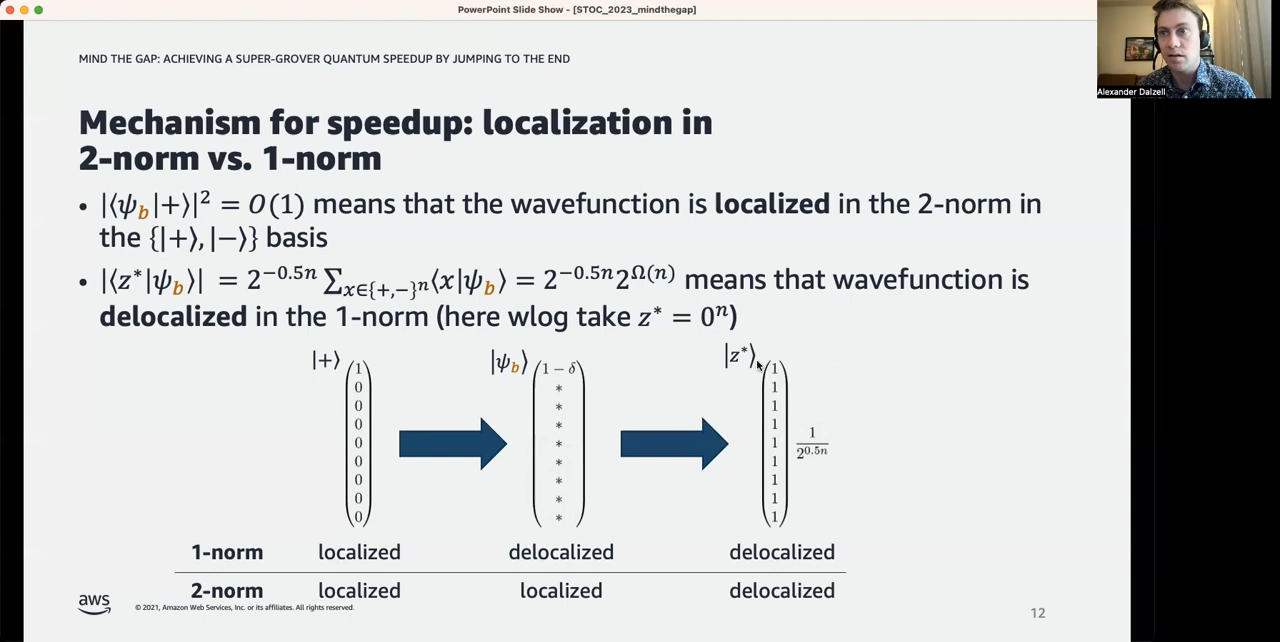 PowerPoint Slide Show - [STOC_2023_mindthegap]
Alexander Dalzell
MIND THE GAP: ACHIEVING A SUPER-GROVER QUANTUM SPEEDUP BY JUMPING TO THE END
Mechanism for speedup: localization in
2-norm vs. 1-norm
• |⟨ψ_b|+⟩|² = O(1) means that the wavefunction is localized in the 2-norm in
the {|+⟩, |−⟩} basis
• |⟨z*|ψ_b⟩| = 2^{−0.5n} ∑_{x∈{+,−}^n}⟨x|ψ_b⟩ = 2^{−0.5n}2^{Ω(n)} means that wavefunction is
delocalized in the 1-norm (here wlog take z* = 0ⁿ)
|+⟩ |ψ_b⟩ |z*⟩
1 1 − δ 1
0 * 1
0 * 1
0 * 1
0 * 1 1/2^{0.5n}
0 * 1
0 * 1
0 * 1
0 * 1
1-norm localized delocalized delocalized
2-norm localized localized delocalized
aws © 2021, Amazon Web Services, Inc. or its affiliates. All rights reserved. 12